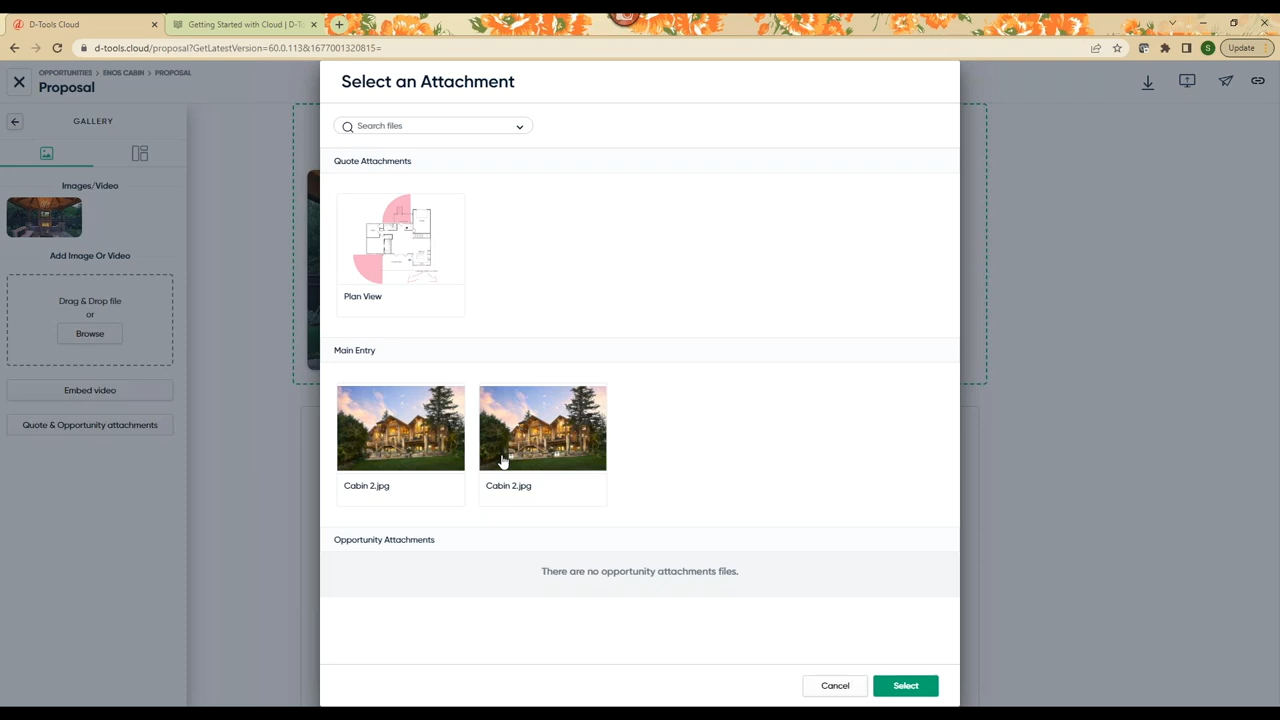 D-Tools Cloud
Getting Started with Cloud | D-To
d-tools.cloud/proposal?GetLatestVersion=60.0.113&1677001320815=
S
Update
OPPORTUNITIES > ENOS CABIN > PROPOSAL
Proposal
GALLERY
Images/Video
Add Image Or Video
Drag & Drop file
or
Browse
Embed video
Quote & Opportunity attachments
Select an Attachment
Search files
Quote Attachments
Plan View
Main Entry
Cabin 2.jpg
Cabin 2.jpg
Opportunity Attachments
There are no opportunity attachments files.
Cancel
Select